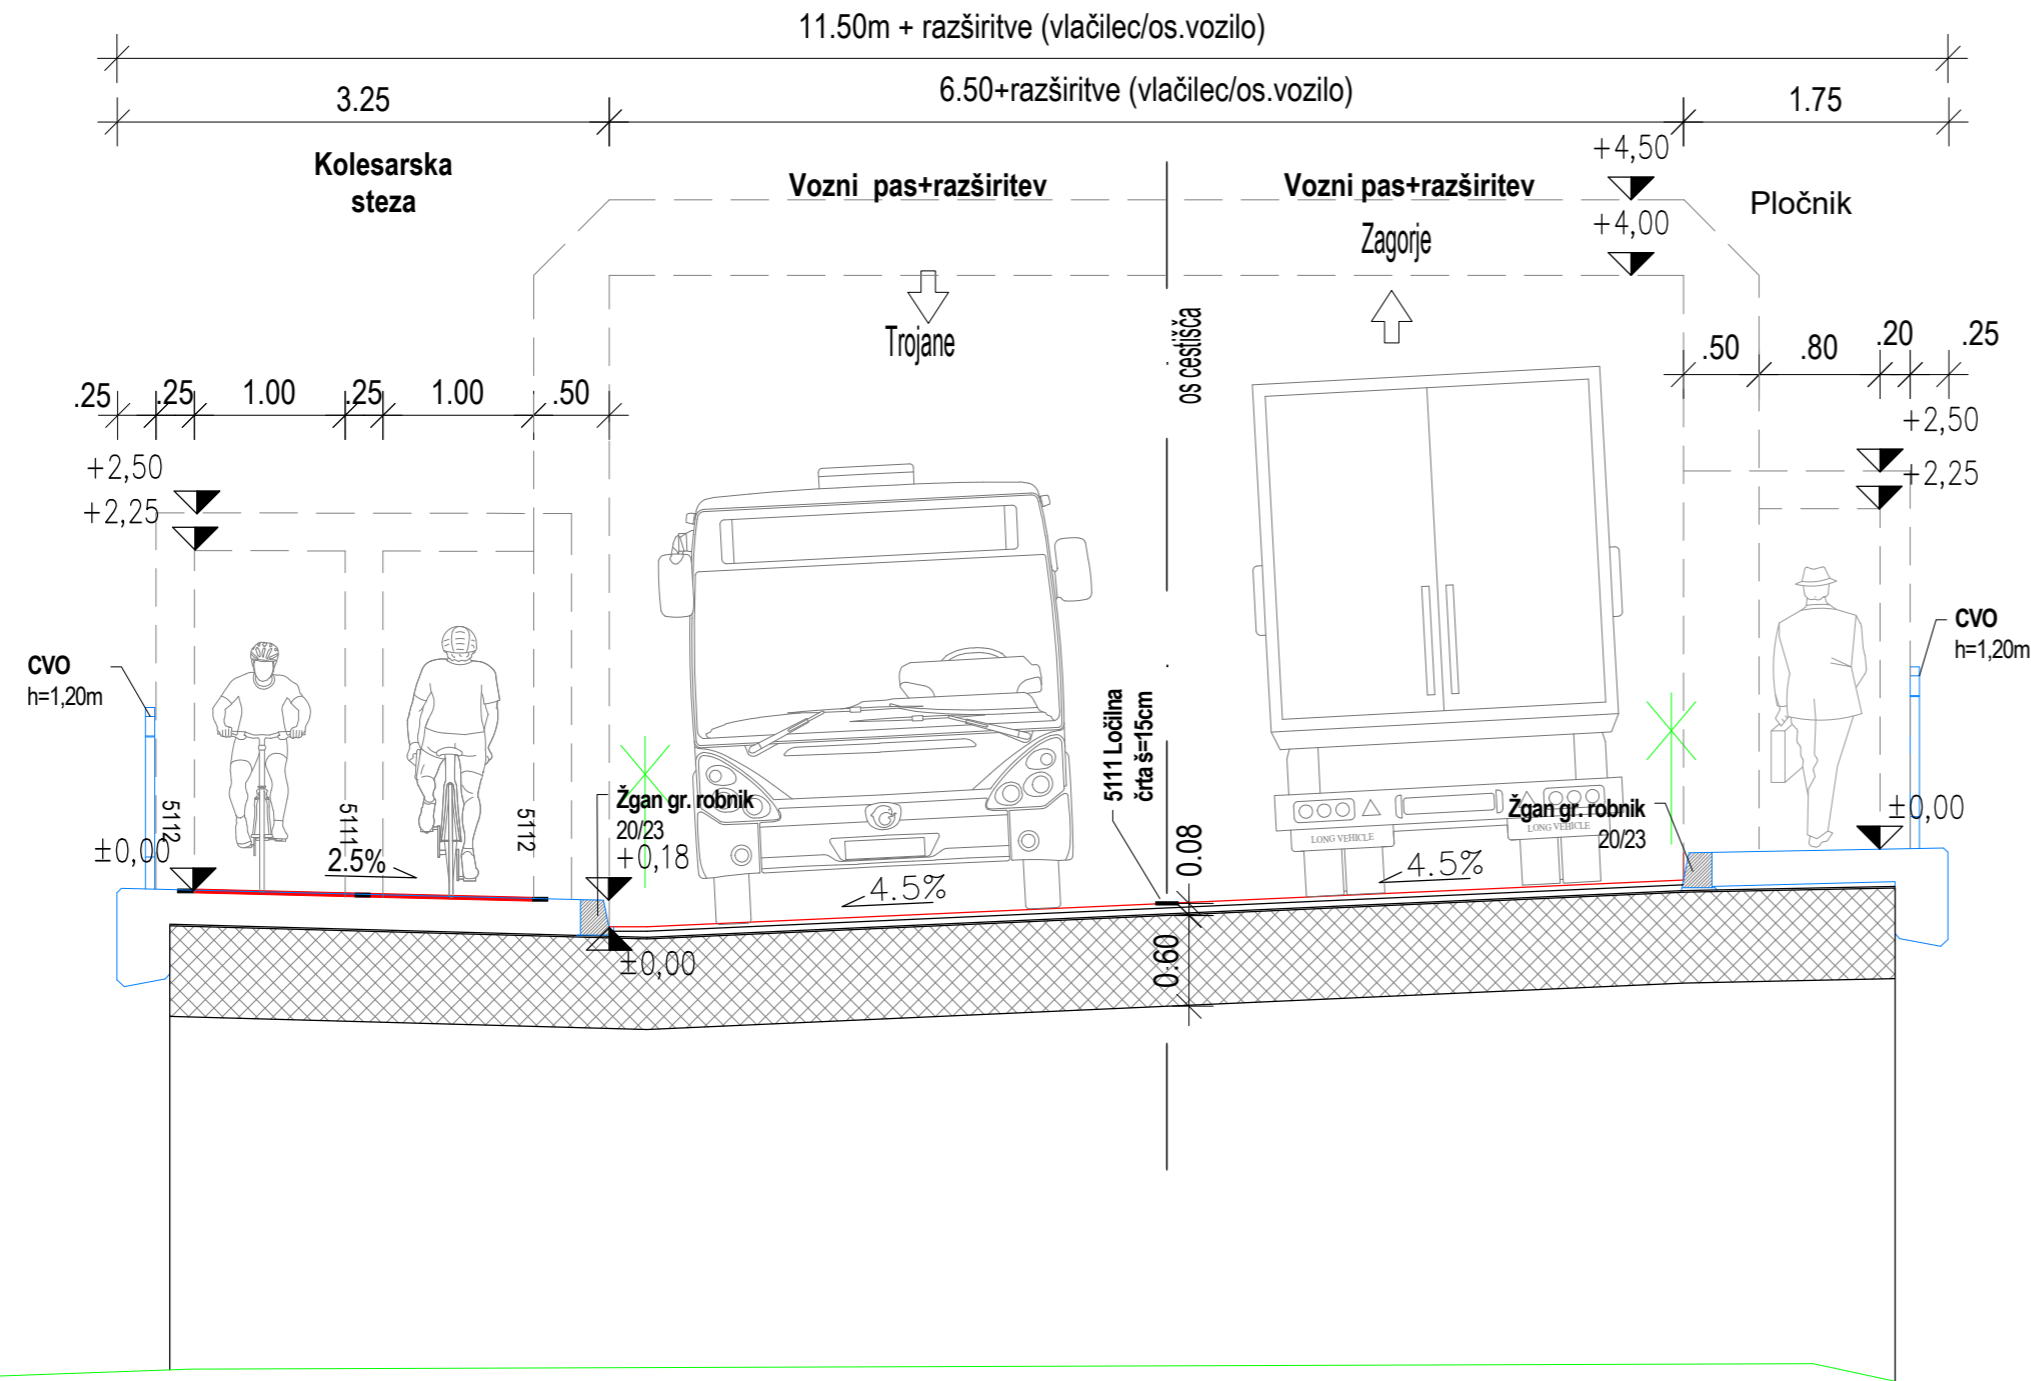 11.50m + razširitve (vlačilec/os.vozilo)
3.25
6.50+razširitve (vlačilec/os.vozilo)
1.75
Kolesarska
steza
Vozni pas+razširitev
Vozni pas+razširitev
+4,50
Pločnik
+4,00
Zagorje
Trojane
os cestišča
.25
.25
1.00
.25
1.00
.50
.50
.80
.20
.25
+2,50
+2,25
+2,50
+2,25
CVO
h=1,20m
CVO
h=1,20m
5112
5111
5112
±0,00
2.5%
Žgan gr. robnik
20/23
+0,18
±0,00
4.5%
5111 Ločilna
črta š=15cm
0.08
0.60
LONG VEHICLE
LONG VEHICLE
4.5%
Žgan gr. robnik
20/23
±0,00